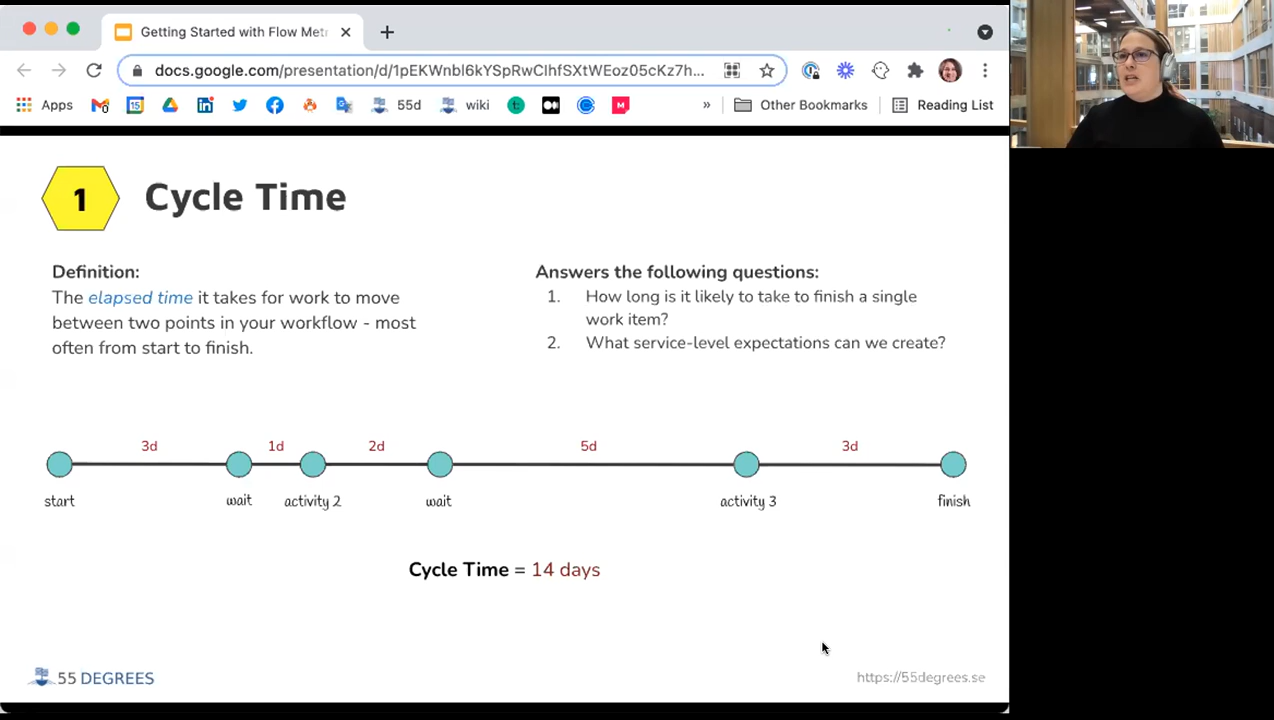 Getting Started with Flow Met
docs.google.com/presentation/d/1pEKWnbl6kYSpRwClhfSXtWEoz05cKz7h...
Apps
55d
wiki
»
Other Bookmarks
Reading List
1
Cycle Time
Definition:
The elapsed time it takes for work to move
between two points in your workflow - most
often from start to finish.
Answers the following questions:
1. How long is it likely to take to finish a single
work item?
2. What service-level expectations can we create?
3d
1d
2d
5d
3d
start
wait
activity 2
wait
activity 3
finish
Cycle Time = 14 days
55 DEGREES
https://55degrees.se